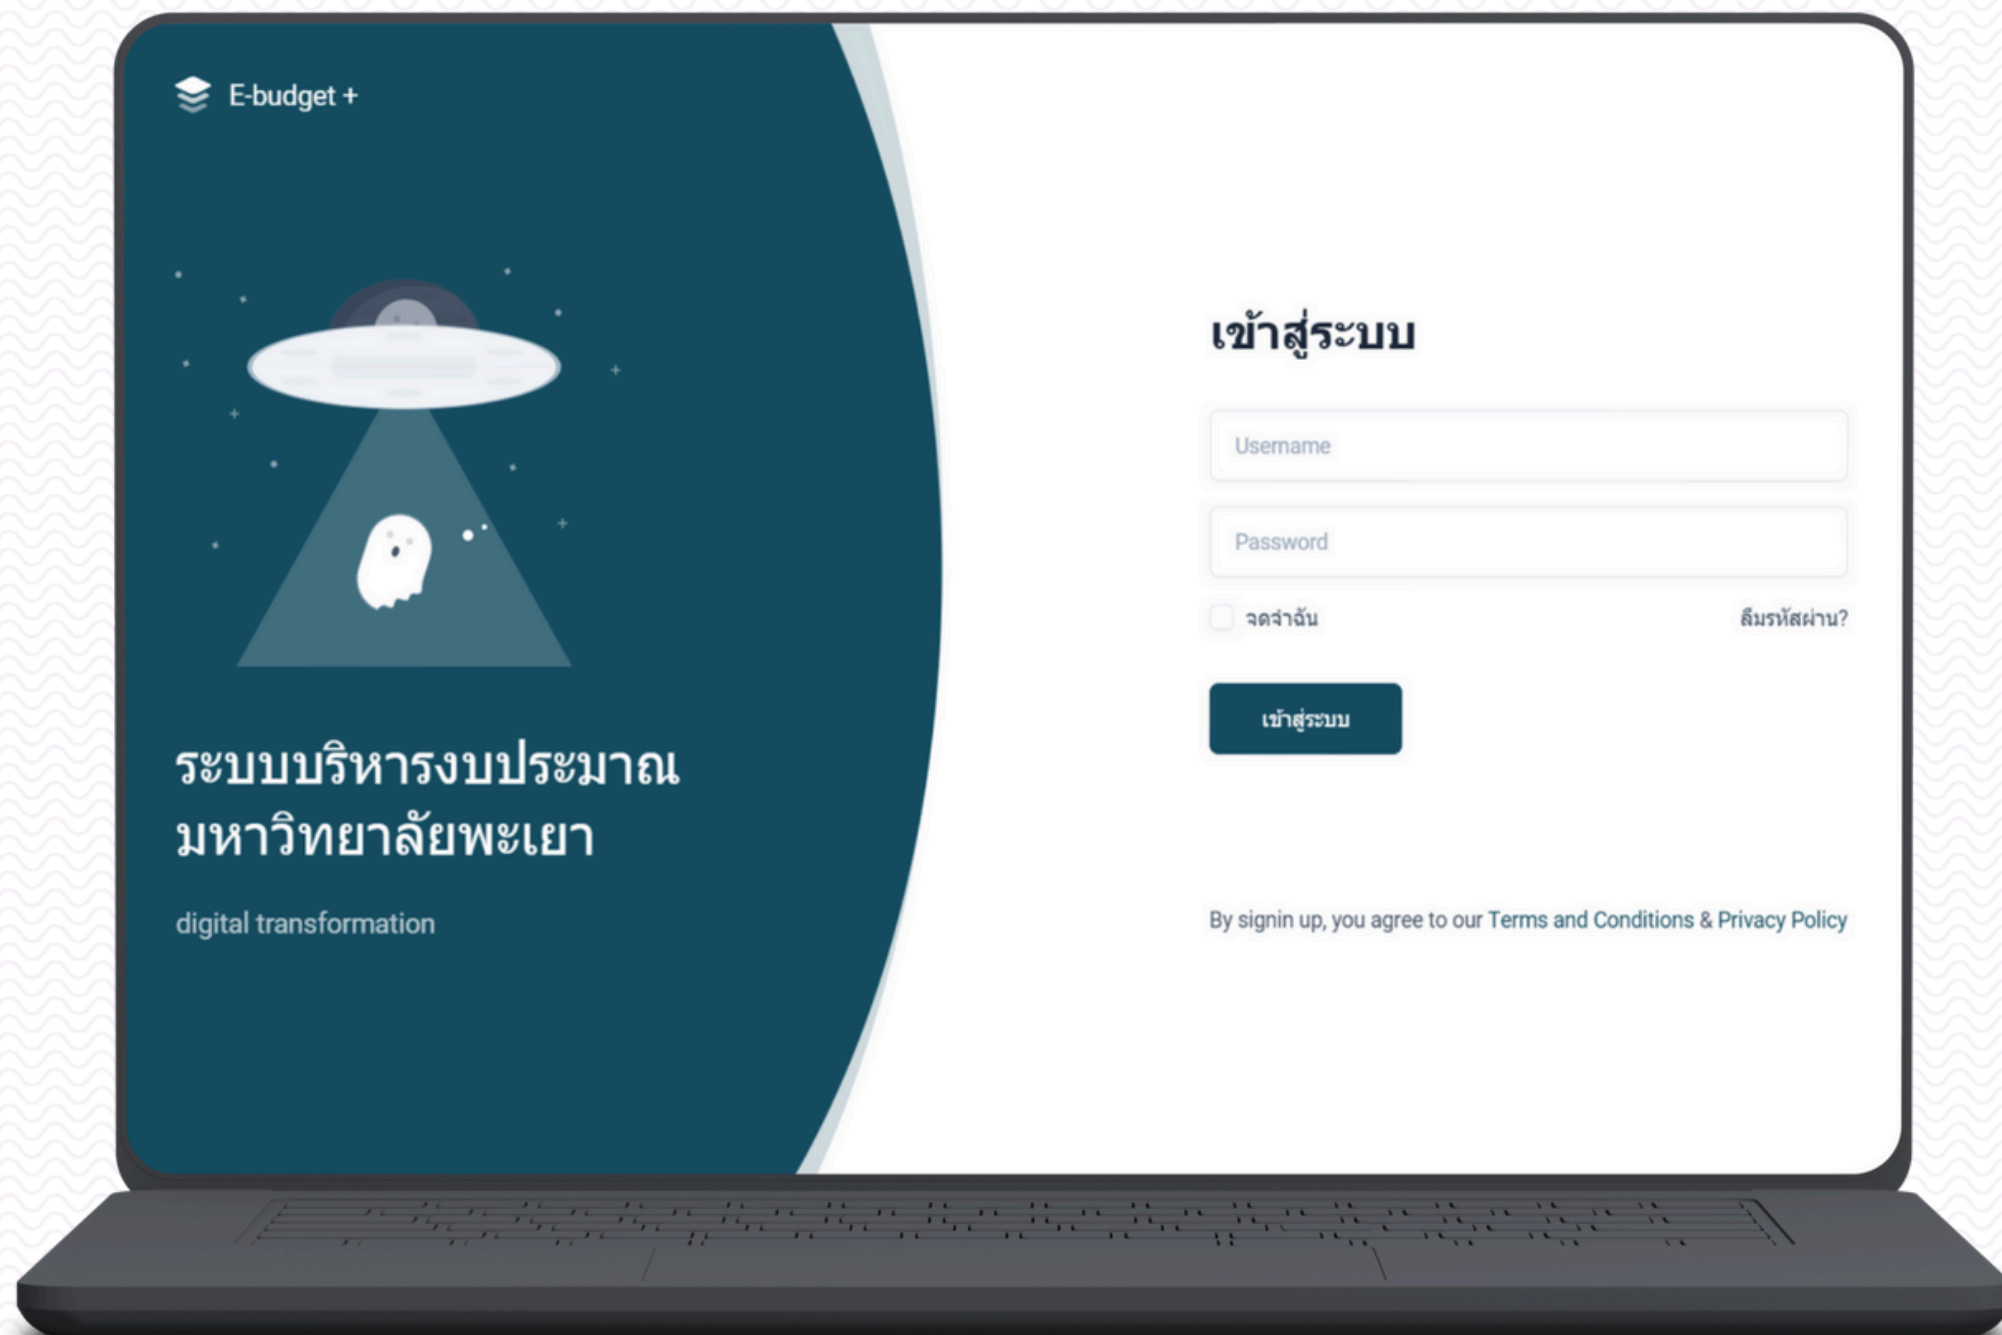 E-budget +
ระบบบริหารงบประมาณ
มหาวิทยาลัยพะเยา
digital transformation
เข้าสู่ระบบ
Username
Password
จดจำฉัน
ลืมรหัสผ่าน?
เข้าสู่ระบบ
By signin up, you agree to our Terms and Conditions & Privacy Policy